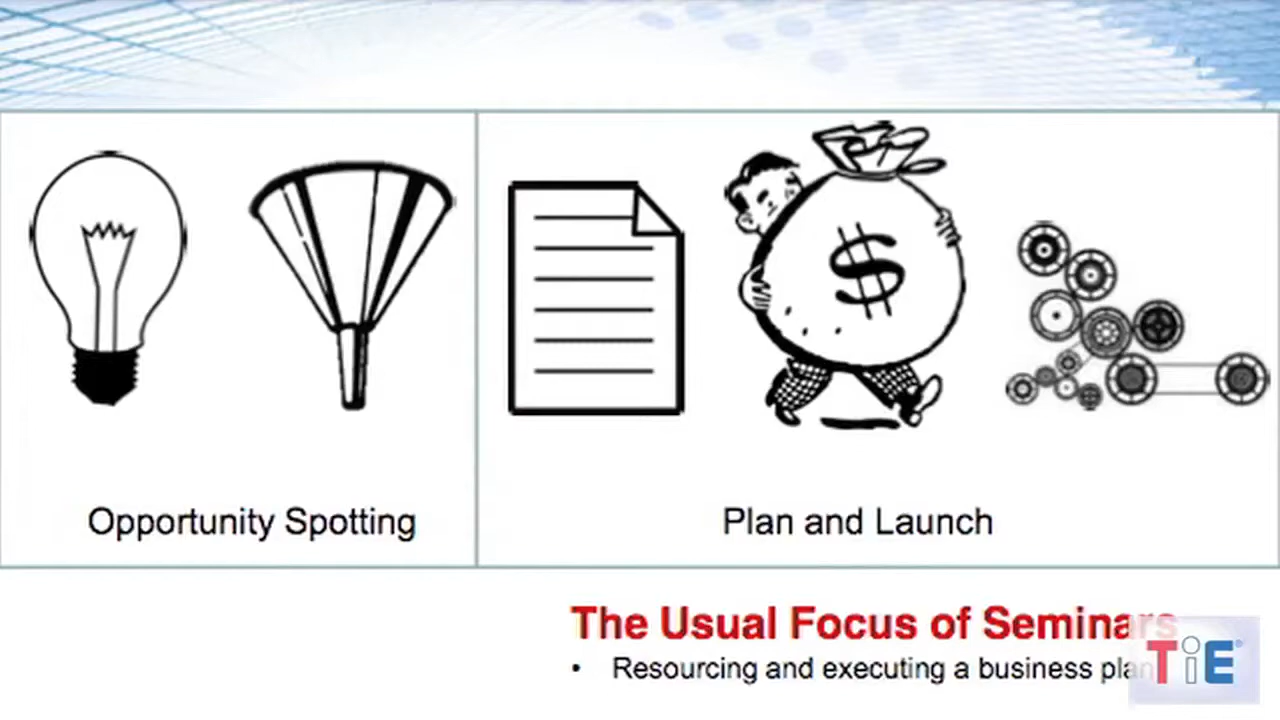 $
Opportunity Spotting
Plan and Launch
The Usual Focus of Seminars
• Resourcing and executing a business plan
TiE